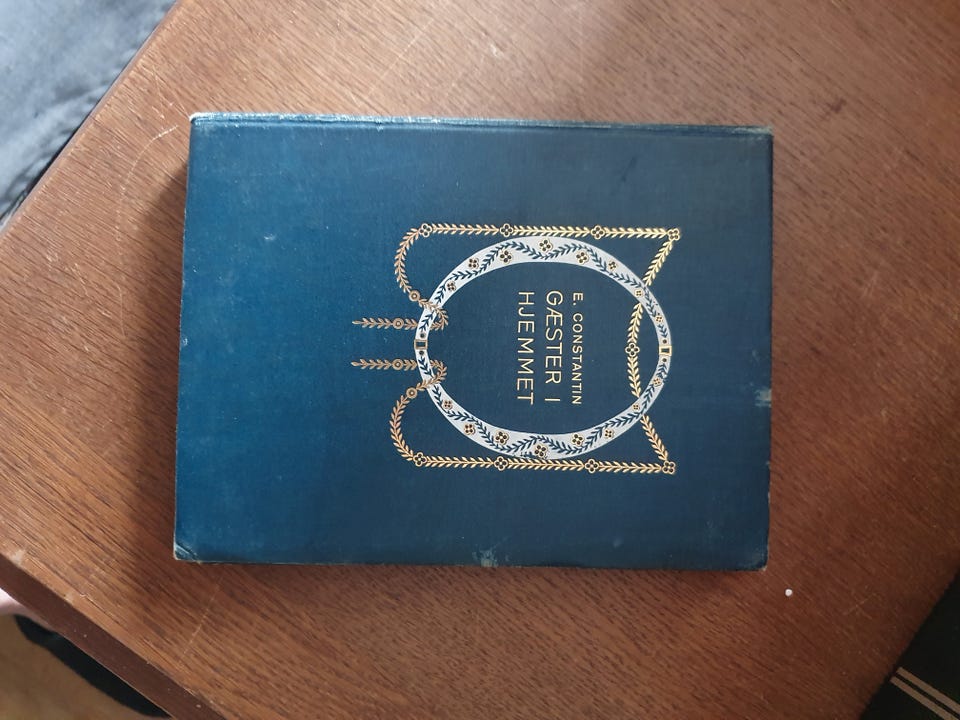 E. CONSTANTIN
GÆSTER I
HJEMMET